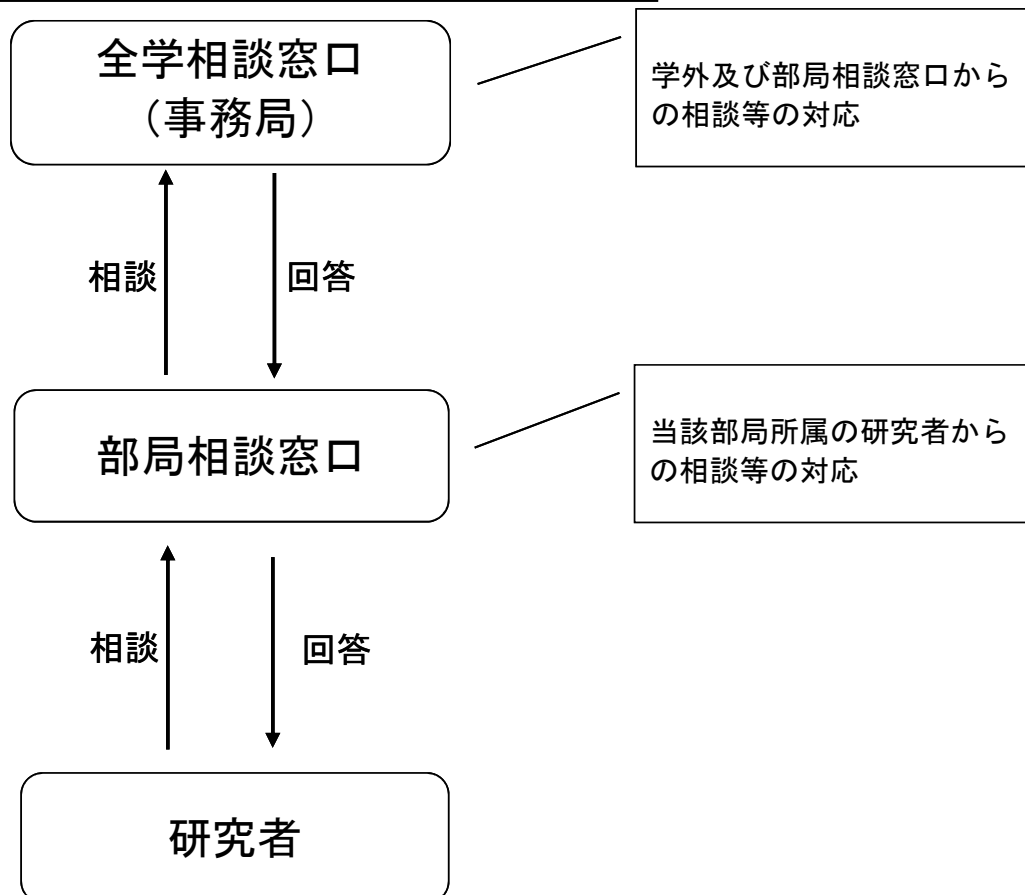 全学相談窓口
（事務局）
学外及び部局相談窓口から
の相談等の対応
相談
回答
部局相談窓口
当該部局所属の研究者から
の相談等の対応
相談
回答
研究者